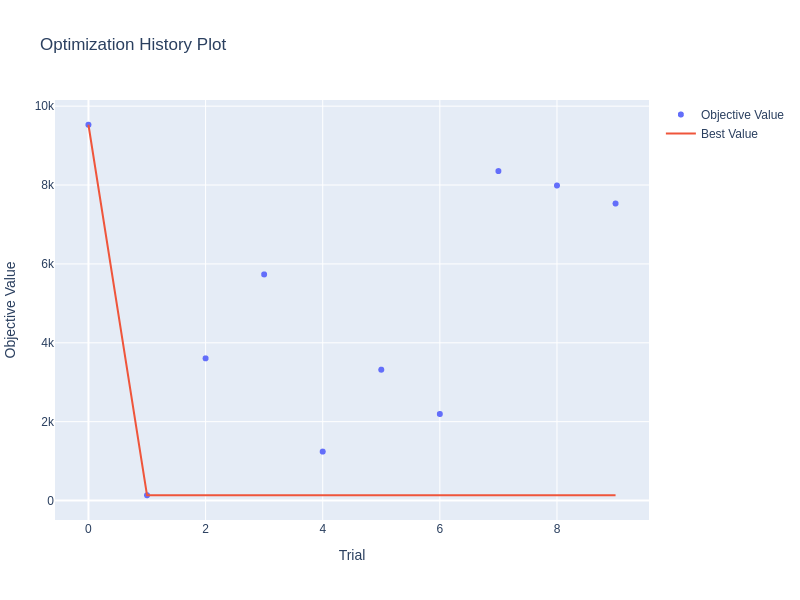 Optimization History Plot
Objective Value
Best Value
10k
8k
6k
4k
2k
0
Objective Value
0 2 4 6 8
Trial